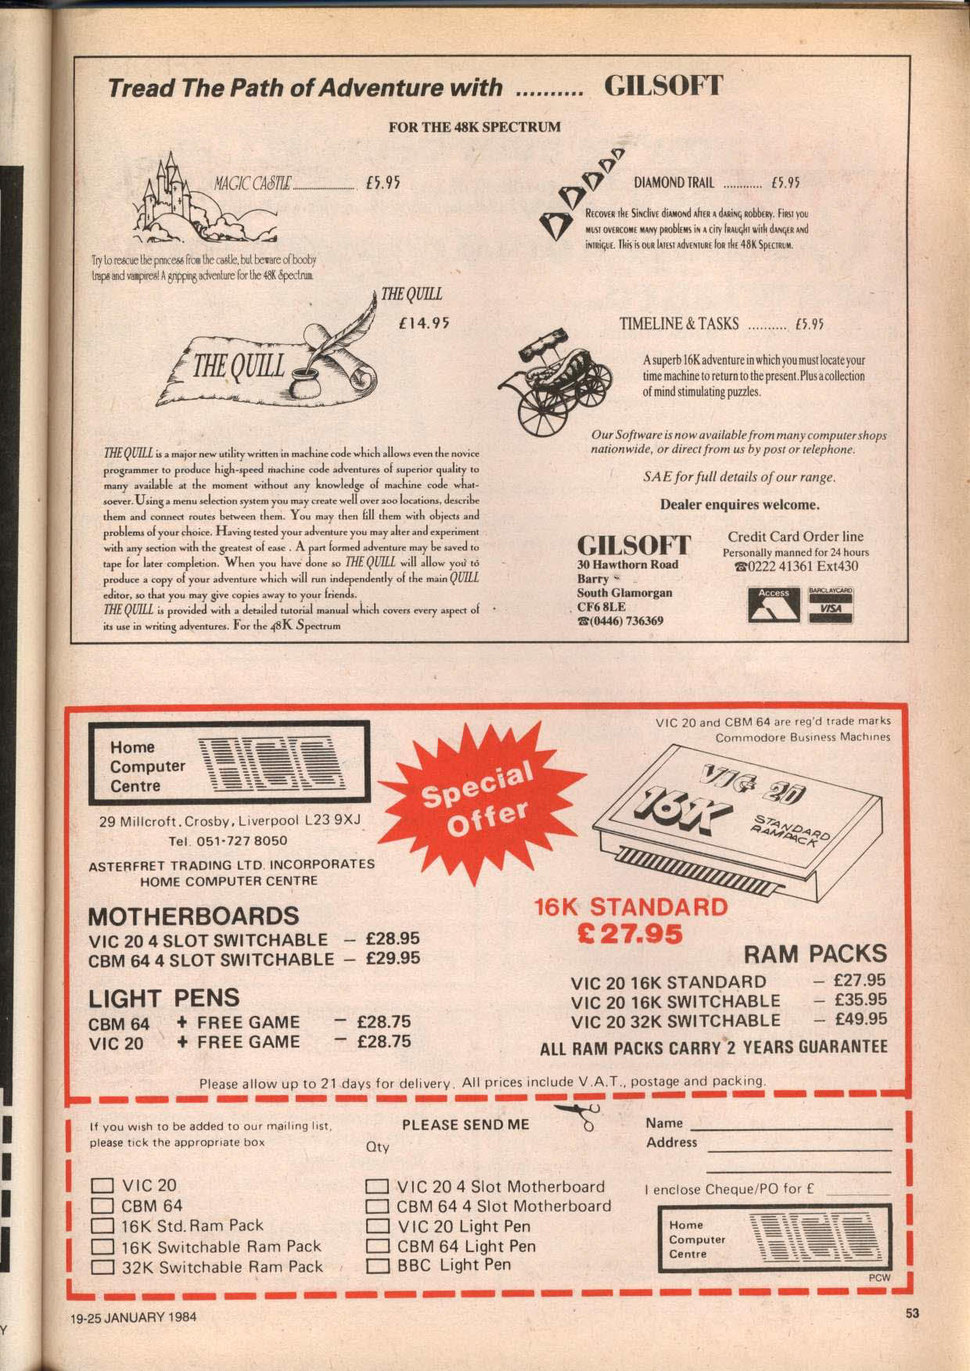 Tread The Path of Adventure with .......... GILSOFT
FOR THE 48K SPECTRUM
MAGIC CASTLE .................... £5.95
Try to rescue the princess from the castle, but beware of booby
traps and vampires! A gripping adventure for the 48K Spectrum.
DIAMOND TRAIL ............ £5.95
Recover the Sinclive diamond after a daring robbery. First you
must overcome many problems in a city fraught with danger and
intrigue. This is our latest adventure for the 48K Spectrum.
THE QUILL
£14.95
THE QUILL
TIMELINE & TASKS .......... £5.95
A superb 16K adventure in which you must locate your
time machine to return to the present. Plus a collection
of mind stimulating puzzles.
THE QUILL is a major new utility written in machine code which allows even the novice
programmer to produce high-speed machine code adventures of superior quality to
many available at the moment without any knowledge of machine code what-
soever. Using a menu selection system you may create well over 200 locations, describe
them and connect routes between them. You may then fill them with objects and
problems of your choice. Having tested your adventure you may alter and experiment
with any section with the greatest of ease . A part formed adventure may be saved to
tape for later completion. When you have done so THE QUILL will allow you to
produce a copy of your adventure which will run independently of the main QUILL
editor, so that you may give copies away to your friends.
THE QUILL is provided with a detailed tutorial manual which covers every aspect of
its use in writing adventures. For the 48K Spectrum
Our Software is now available from many computer shops
nationwide, or direct from us by post or telephone.
SAE for full details of our range.
Dealer enquires welcome.
GILSOFT
30 Hawthorn Road
Barry
South Glamorgan
CF6 8LE
☎(0446) 736369
Credit Card Order line
Personally manned for 24 hours
☎0222 41361 Ext430
Access
BARCLAYCARD
VISA
Home
Computer
Centre
HCC
29 Millcroft, Crosby, Liverpool L23 9XJ
Tel. 051-727 8050
ASTERFRET TRADING LTD. INCORPORATES
HOME COMPUTER CENTRE
Special
Offer
VIC 20 and CBM 64 are reg'd trade marks
Commodore Business Machines
VIC 20
16K
STANDARD
RAMPACK
16K STANDARD
£27.95
MOTHERBOARDS
VIC 20 4 SLOT SWITCHABLE – £28.95
CBM 64 4 SLOT SWITCHABLE – £29.95
LIGHT PENS
CBM 64 + FREE GAME – £28.75
VIC 20 + FREE GAME – £28.75
RAM PACKS
VIC 20 16K STANDARD – £27.95
VIC 20 16K SWITCHABLE – £35.95
VIC 20 32K SWITCHABLE – £49.95
ALL RAM PACKS CARRY 2 YEARS GUARANTEE
Please allow up to 21 days for delivery. All prices include V.A.T., postage and packing.
If you wish to be added to our mailing list,
please tick the appropriate box
VIC 20
CBM 64
16K Std. Ram Pack
16K Switchable Ram Pack
32K Switchable Ram Pack
PLEASE SEND ME
Qty
VIC 20 4 Slot Motherboard
CBM 64 4 Slot Motherboard
VIC 20 Light Pen
CBM 64 Light Pen
BBC Light Pen
Name
Address
I enclose Cheque/PO for £
Home
Computer
Centre
HCC
PCW
19-25 JANUARY 1984
53
Y